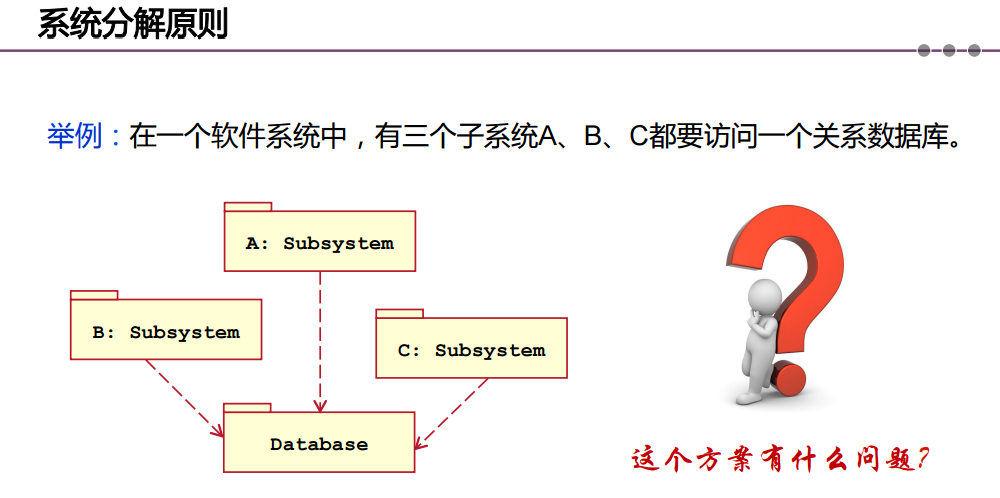 系统分解原则
举例：在一个软件系统中，有三个子系统A、B、C都要访问一个关系数据库。
A: Subsystem
B: Subsystem
C: Subsystem
Database
这个方案有什么问题？